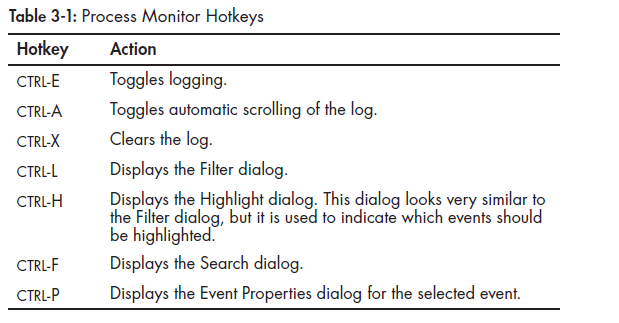 Table 3-1: Process Monitor Hotkeys
Hotkey Action
CTRL-E Toggles logging.
CTRL-A Toggles automatic scrolling of the log.
CTRL-X Clears the log.
CTRL-L Displays the Filter dialog.
CTRL-H Displays the Highlight dialog. This dialog looks very similar to
the Filter dialog, but it is used to indicate which events should
be highlighted.
CTRL-F Displays the Search dialog.
CTRL-P Displays the Event Properties dialog for the selected event.